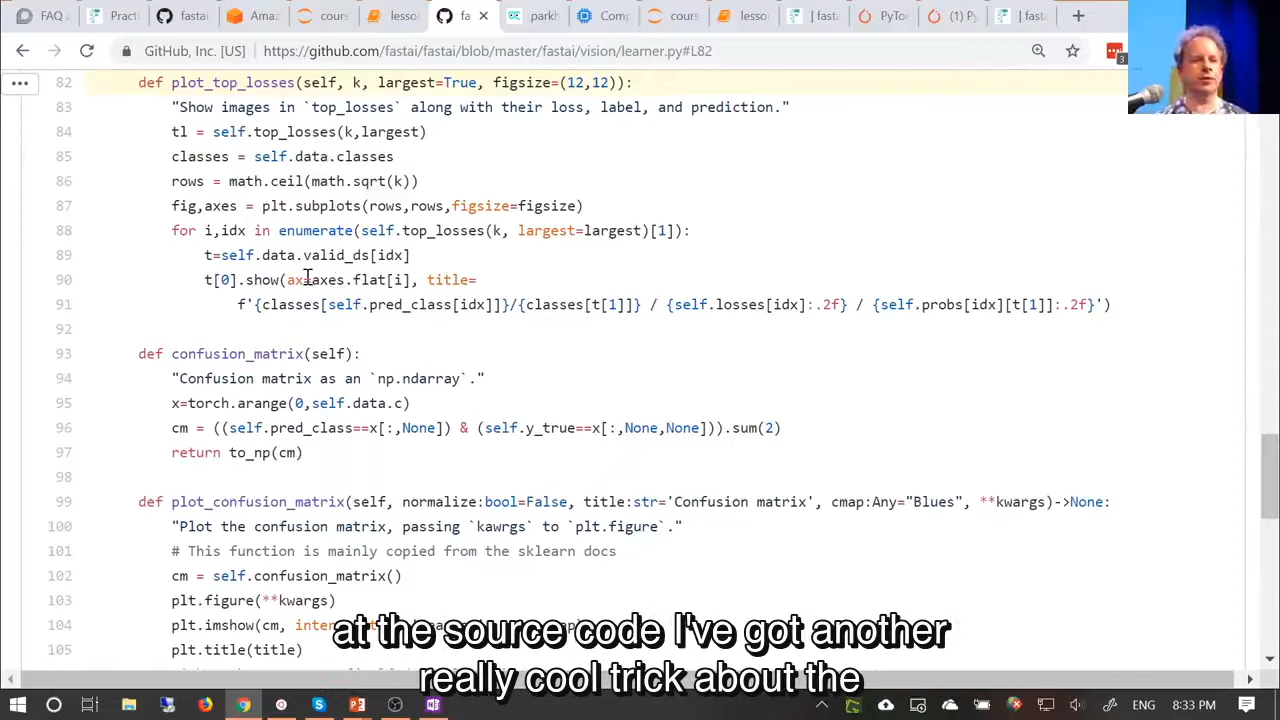 FAQ
Practi
fastai
Amaz
cours
lesso
fa
parkh
Comp
cours
lesso
| fast
PyTo
(1) Py
| fast
GitHub, Inc. [US] | https://github.com/fastai/fastai/blob/master/fastai/vision/learner.py#L82
3
82 def plot_top_losses(self, k, largest=True, figsize=(12,12)):
83 "Show images in `top_losses` along with their loss, label, and prediction."
84 tl = self.top_losses(k,largest)
85 classes = self.data.classes
86 rows = math.ceil(math.sqrt(k))
87 fig,axes = plt.subplots(rows,rows,figsize=figsize)
88 for i,idx in enumerate(self.top_losses(k, largest=largest)[1]):
89 t=self.data.valid_ds[idx]
90 t[0].show(ax=axes.flat[i], title=
91 f'{classes[self.pred_class[idx]]}/{classes[t[1]]} / {self.losses[idx]:.2f} / {self.probs[idx][t[1]]:.2f}')
92
93 def confusion_matrix(self):
94 "Confusion matrix as an `np.ndarray`."
95 x=torch.arange(0,self.data.c)
96 cm = ((self.pred_class==x[:,None]) & (self.y_true==x[:,None,None])).sum(2)
97 return to_np(cm)
98
99 def plot_confusion_matrix(self, normalize:bool=False, title:str='Confusion matrix', cmap:Any="Blues", **kwargs)->None:
100 "Plot the confusion matrix, passing `kawrgs` to `plt.figure`."
101 # This function is mainly copied from the sklearn docs
102 cm = self.confusion_matrix()
103 plt.figure(**kwargs)
104 plt.imshow(cm,
105 plt.title(title)
at the source code I've got another
really cool trick about the
8:33 PM